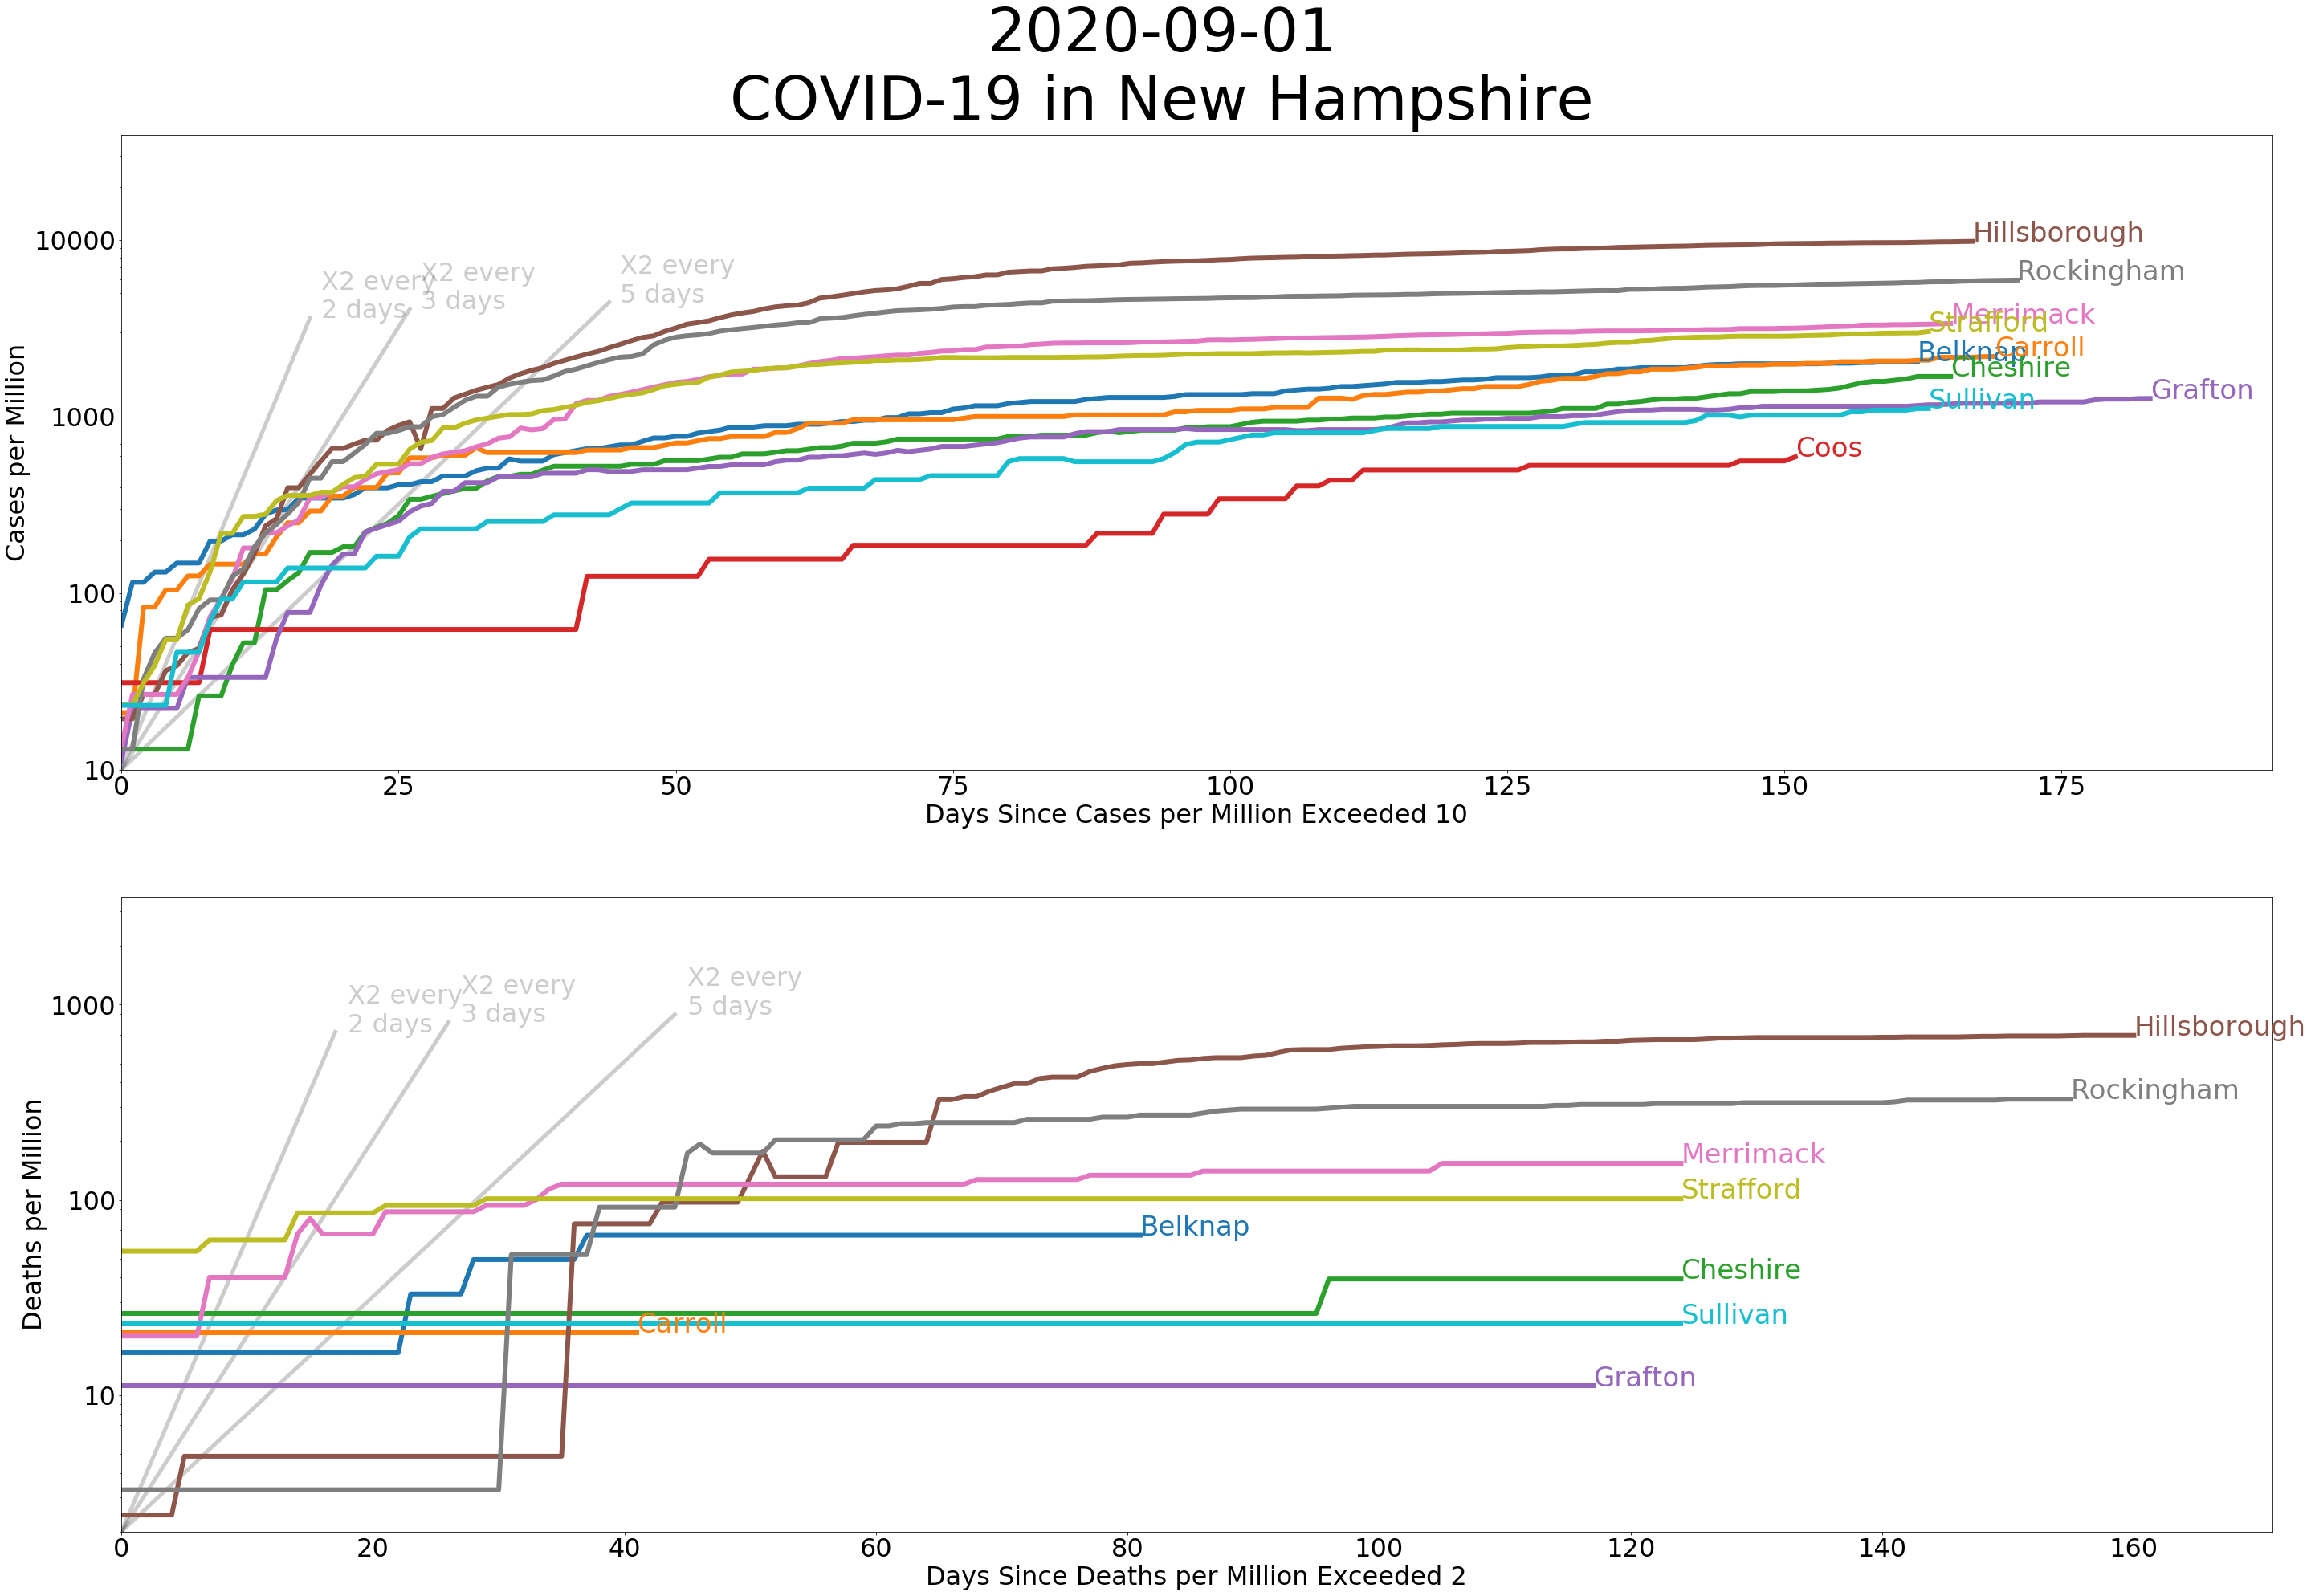 2020-09-01
COVID-19 in New Hampshire
Cases per Million
10000
1000
100
10
X2 every
2 days
X2 every
3 days
X2 every
5 days
Hillsborough
Rockingham
Merrimack
Strafford
Belknap
Carroll
Cheshire
Grafton
Sullivan
Coos
0
25
50
75
100
125
150
175
Days Since Cases per Million Exceeded 10
Deaths per Million
1000
100
10
X2 every
2 days
X2 every
3 days
X2 every
5 days
Hillsborough
Rockingham
Merrimack
Strafford
Belknap
Cheshire
Sullivan
Carroll
Grafton
0
20
40
60
80
100
120
140
160
Days Since Deaths per Million Exceeded 2